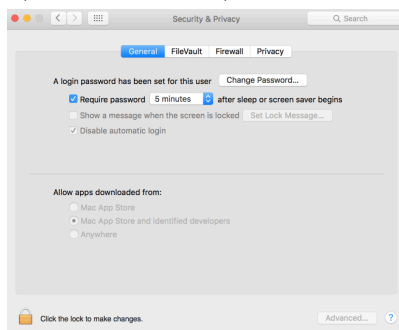 Security & Privacy
Search
General FileVault Firewall Privacy
A login password has been set for this user Change Password...
Require password 5 minutes after sleep or screen saver begins
Show a message when the screen is locked Set Lock Message...
Disable automatic login
Allow apps downloaded from:
Mac App Store
Mac App Store and identified developers
Anywhere
Click the lock to make changes.
Advanced... ?